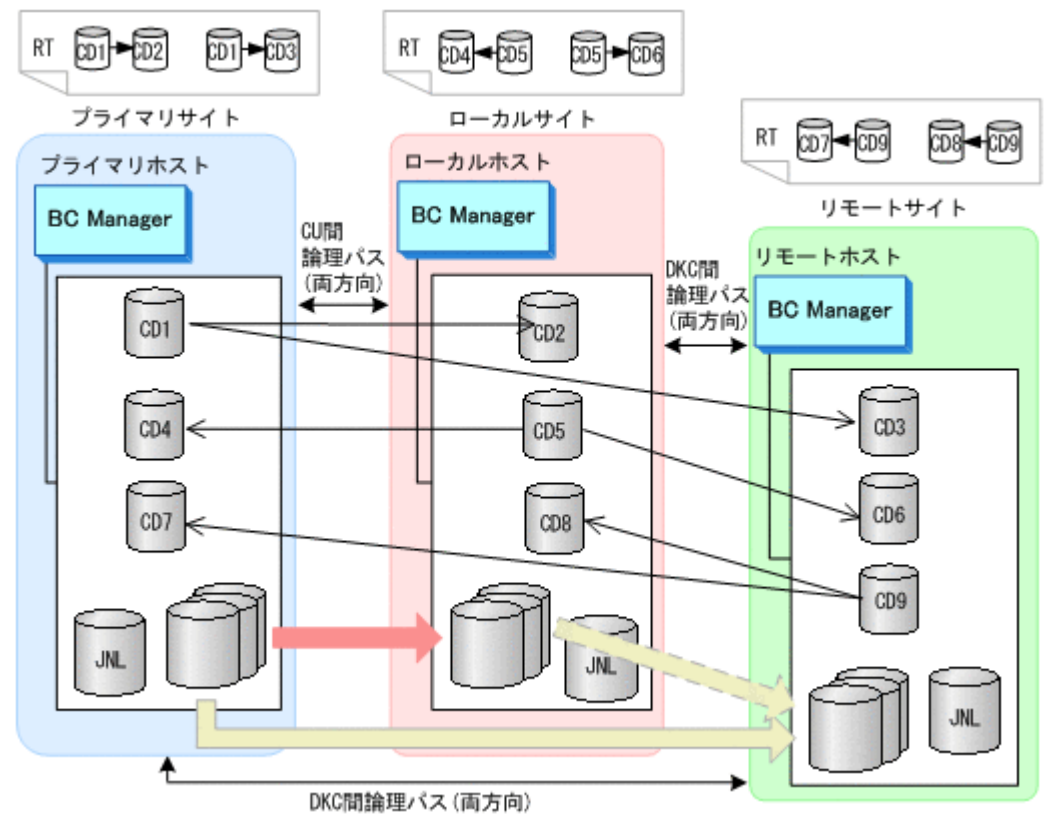 RT CD1 CD2 CD1 CD3
RT CD4 CD5 CD5 CD6
RT CD7 CD9 CD8 CD9
プライマリサイト
ローカルサイト
リモートサイト
プライマリホスト
BC Manager
CD1
CD4
CD7
JNL
CU間
論理パス
(両方向)
ローカルホスト
BC Manager
CD2
CD5
CD8
JNL
DKC間
論理パス
(両方向)
リモートホスト
BC Manager
CD3
CD6
CD9
JNL
DKC間論理パス(両方向)